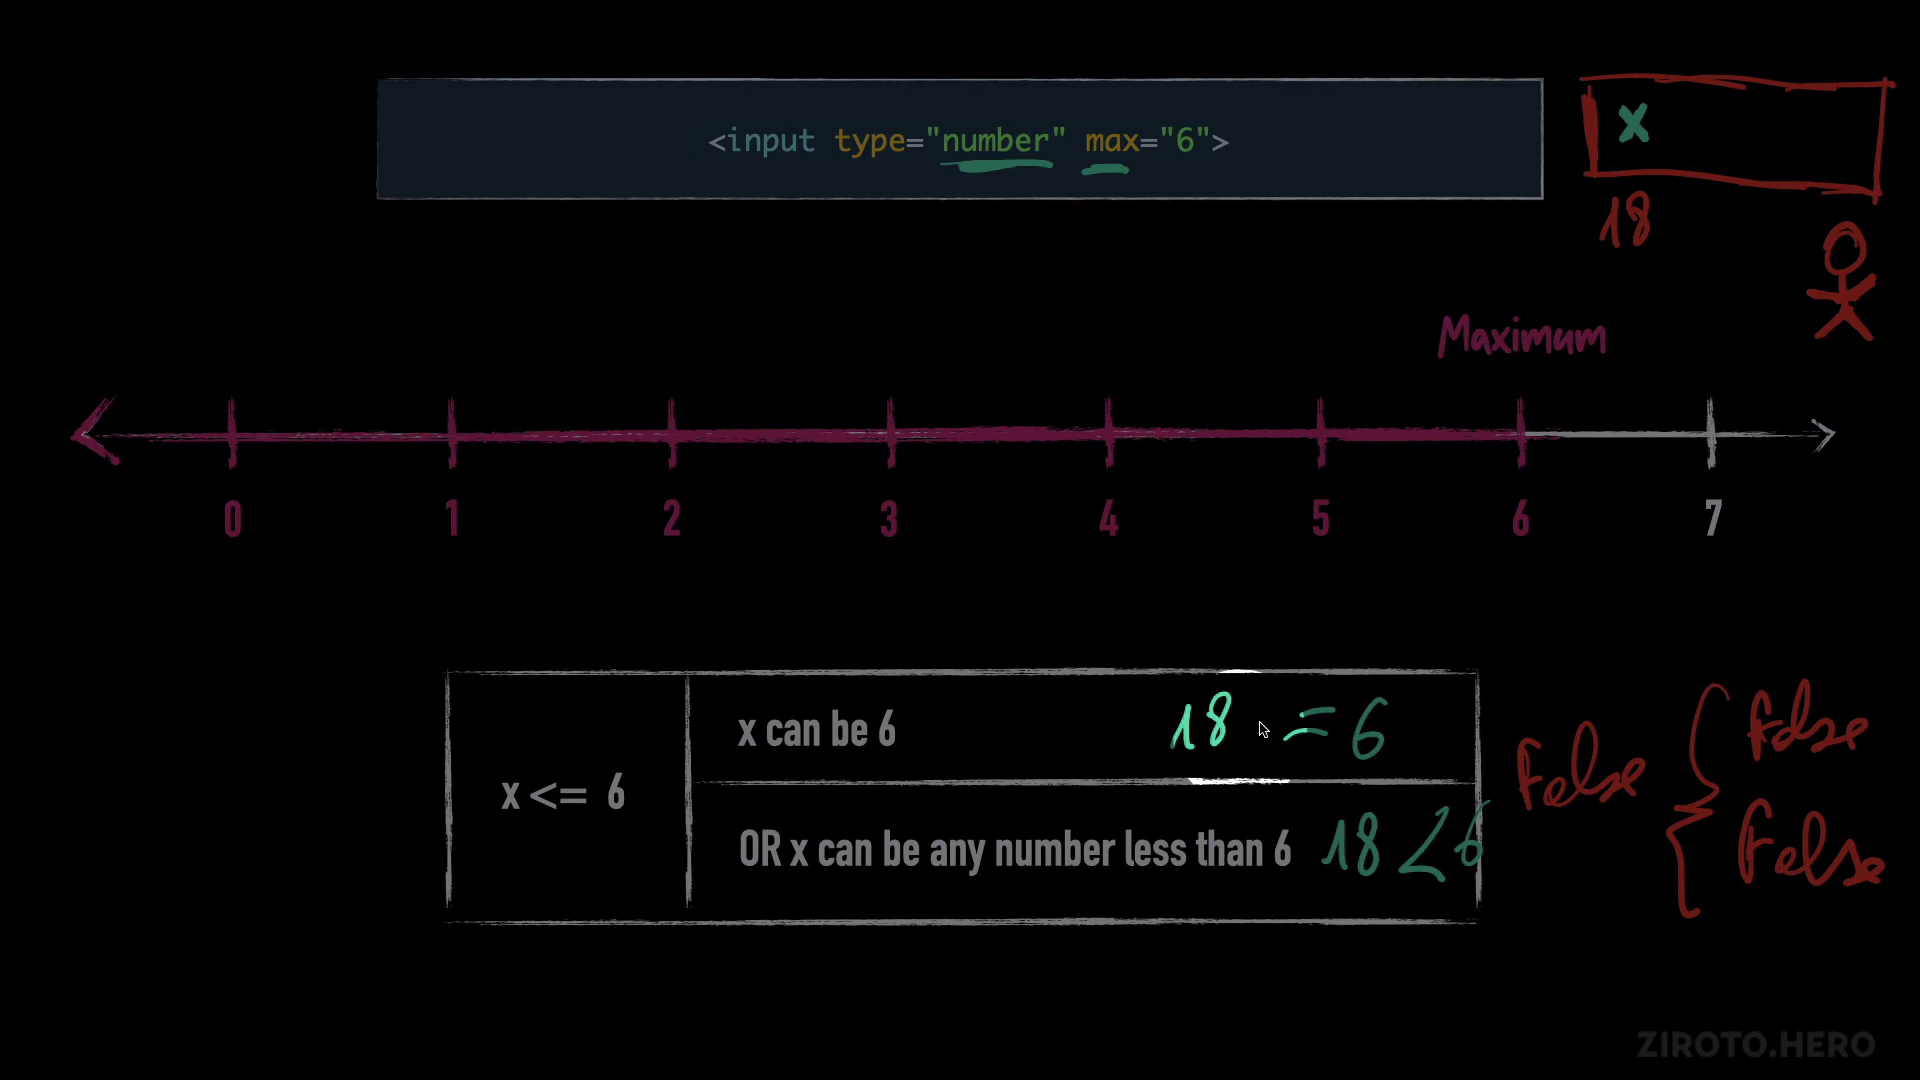 <input type="number" max="6">
x
18
Maximum
0 1 2 3 4 5 6 7
x can be 6 18 = 6
x <= 6
OR x can be any number less than 6 18 < 6
False { False
False
ZIROTO.HERO